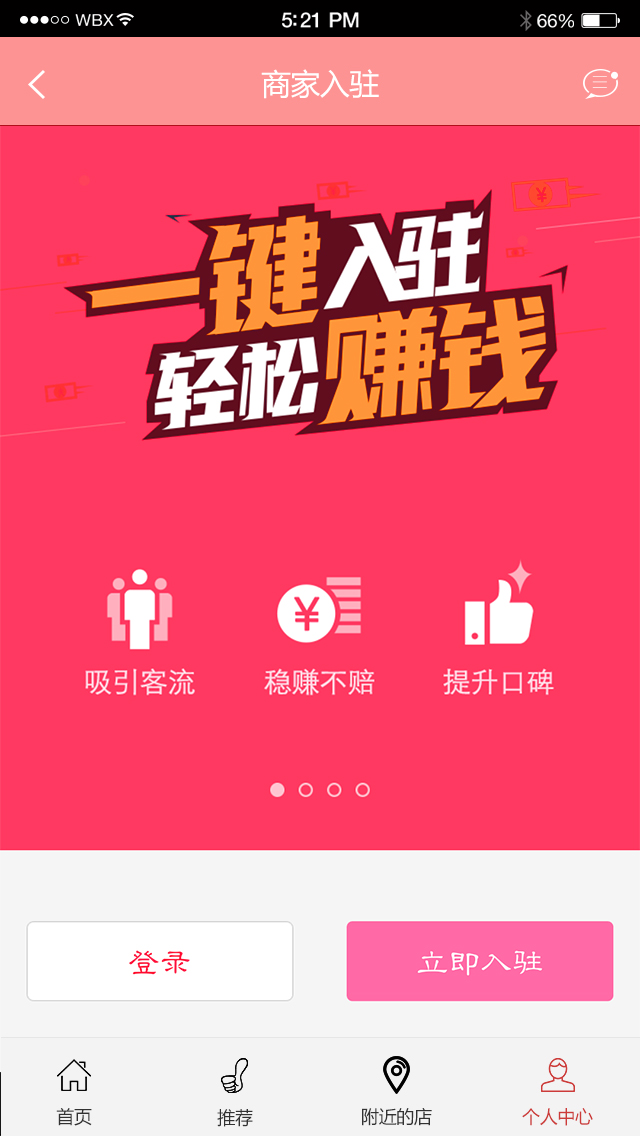 WBX 5:21 PM 66%
商家入驻
一键入驻
轻松赚钱
¥
吸引客流 稳赚不赔 提升口碑
登录 立即入驻
首页 推荐 附近的店 个人中心